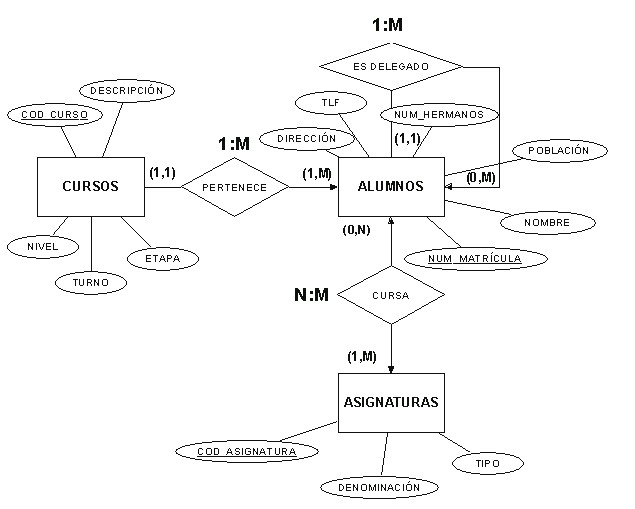 1:M
ES DELEGADO
DESCRIPCIÓN
COD_CURSO
TLF
NUM_HERMANOS
DIRECCIÓN
(1,1)
1:M
POBLACIÓN
(1,1)
CURSOS
PERTENECE
(1,M)
ALUMNOS
(0,M)
NOMBRE
(0,N)
NIVEL
ETAPA
NUM_MATRÍCULA
TURNO
N:M
CURSA
(1,M)
ASIGNATURAS
COD_ASIGNATURA
TIPO
DENOMINACIÓN